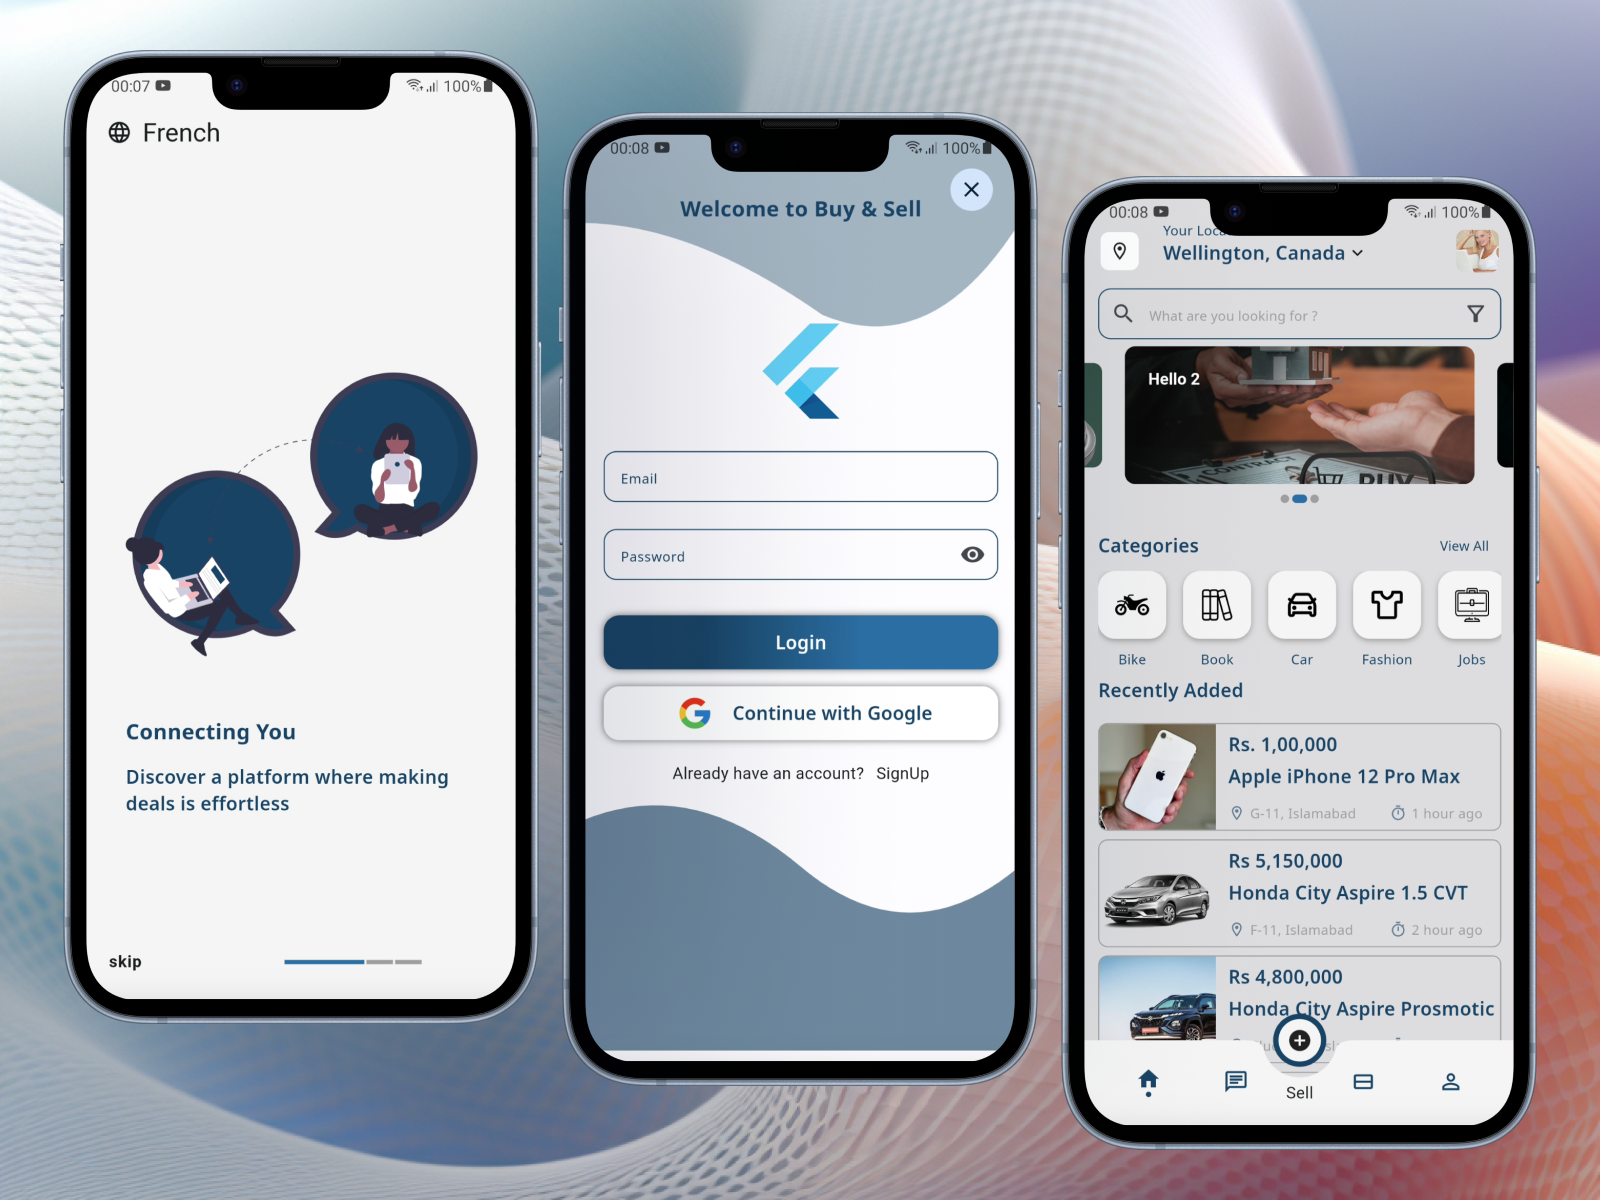 00:07
100%
French
Connecting You
Discover a platform where making
deals is effortless
skip
00:08
100%
Welcome to Buy & Sell
Email
Password
Login
Continue with Google
Already have an account? SignUp
00:08
100%
Your
Wellington, Canada
What are you looking for ?
Hello 2
CONTRACT
BUY
Categories
View All
Bike
Book
Car
Fashion
Jobs
Recently Added
Rs. 1,00,000
Apple iPhone 12 Pro Max
G-11, Islamabad
1 hour ago
Rs 5,150,000
Honda City Aspire 1.5 CVT
F-11, Islamabad
2 hour ago
Rs 4,800,000
Honda City Aspire Prosmotic
Sell